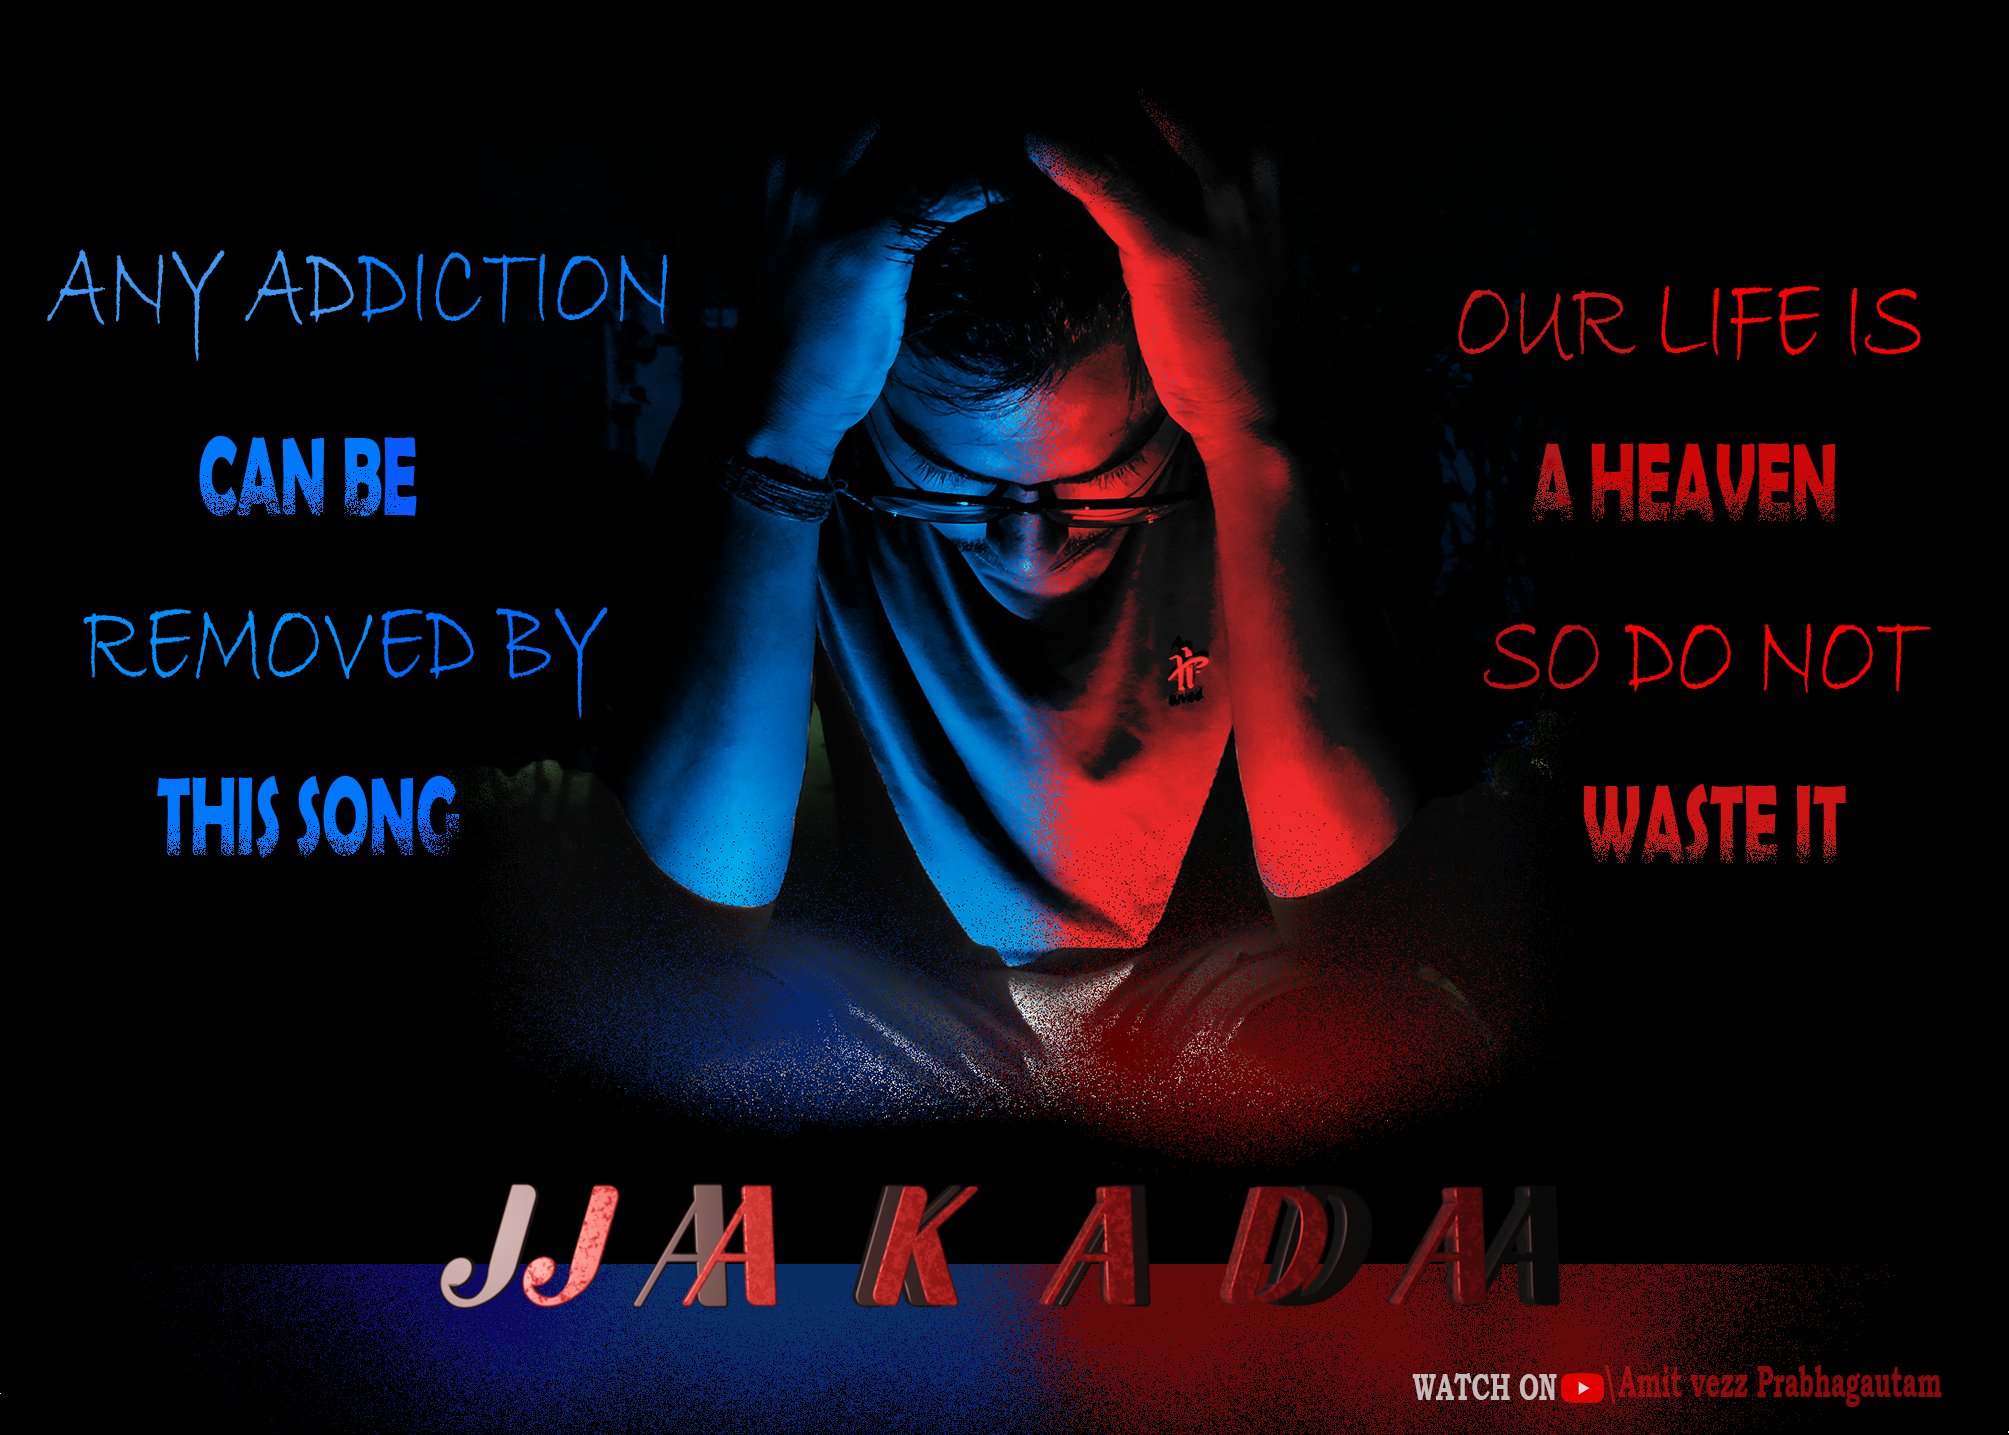 ANY ADDICTION
CAN BE
REMOVED BY
THIS SONG
OUR LIFE IS
A HEAVEN
SO DO NOT
WASTE IT
JAKADA
WATCH ON \Amit vezz Prabhagautam